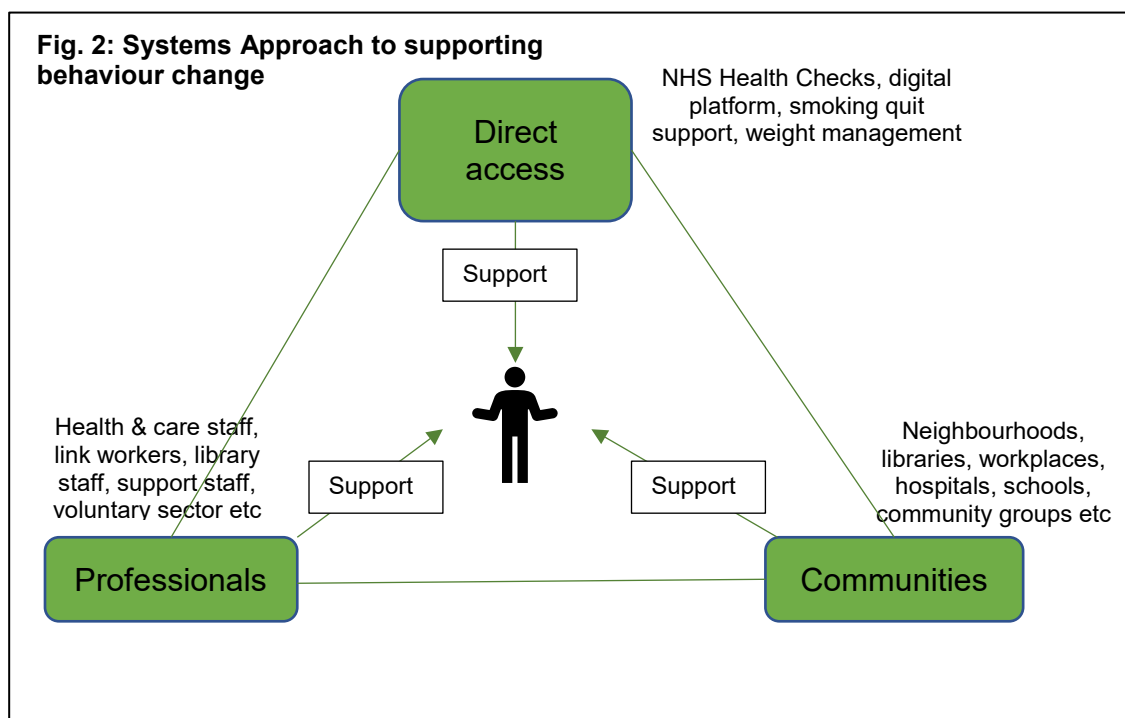 Fig. 2: Systems Approach to supporting
behaviour change
NHS Health Checks, digital
platform, smoking quit
support, weight management
Direct
access
Support
Health & care staff,
link workers, library
staff, support staff,
voluntary sector etc
Support
Support
Neighbourhoods,
libraries, workplaces,
hospitals, schools,
community groups etc
Professionals
Communities